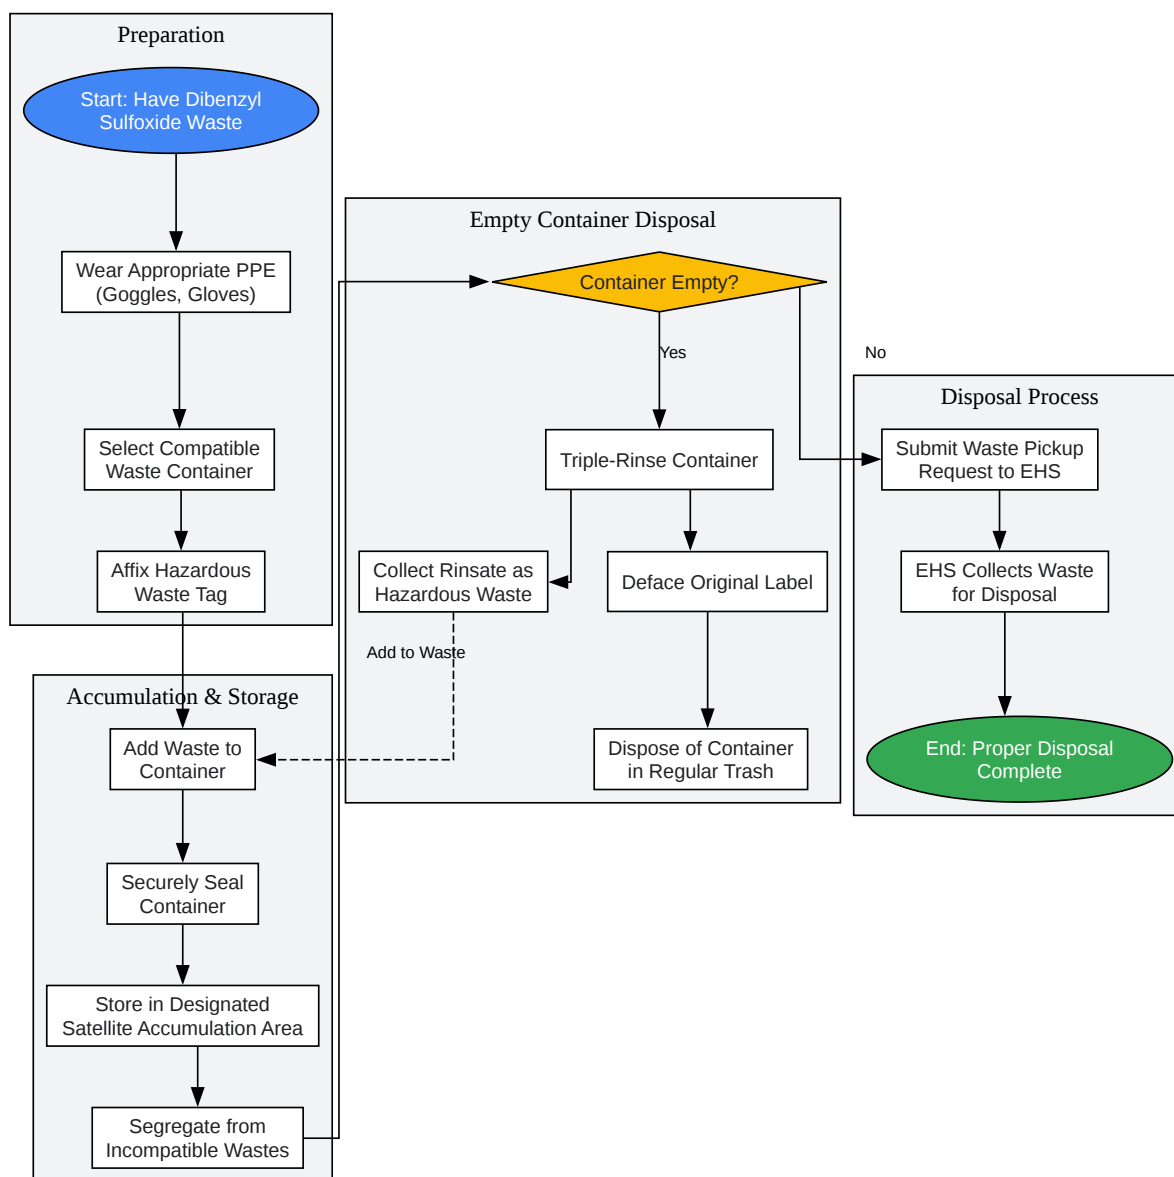 Preparation
Start: Have Dibenzyl
Sulfoxide Waste
Wear Appropriate PPE
(Goggles, Gloves)
Select Compatible
Waste Container
Affix Hazardous
Waste Tag
Accumulation & Storage
Add Waste to
Container
Securely Seal
Container
Store in Designated
Satellite Accumulation Area
Segregate from
Incompatible Wastes
Empty Container Disposal
Container Empty?
Yes
No
Triple-Rinse Container
Collect Rinsate as
Hazardous Waste
Add to Waste
Deface Original Label
Dispose of Container
in Regular Trash
Disposal Process
Submit Waste Pickup
Request to EHS
EHS Collects Waste
for Disposal
End: Proper Disposal
Complete